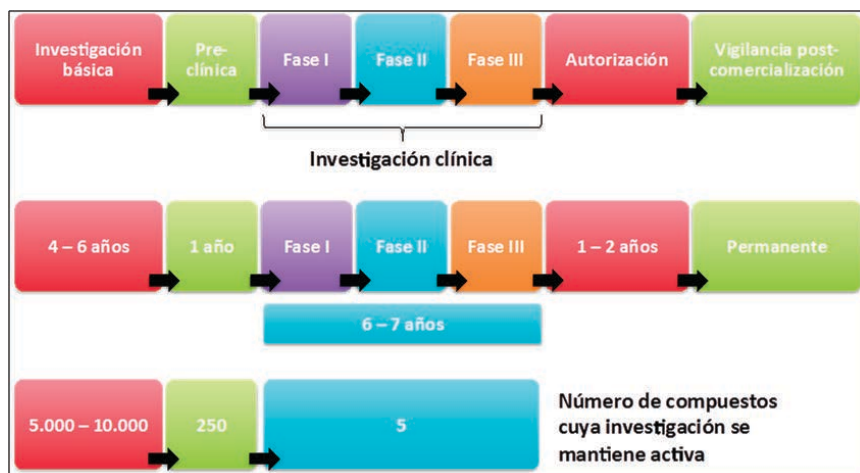 Investigación
básica
Pre-
clínica
Fase I
Fase II
Fase III
Autorización
Vigilancia post-
comercialización
Investigación clínica
4 – 6 años
1 año
Fase I
Fase II
Fase III
1 – 2 años
Permanente
6 – 7 años
5.000 – 10.000
250
5
Número de compuestos
cuya investigación se
mantiene activa